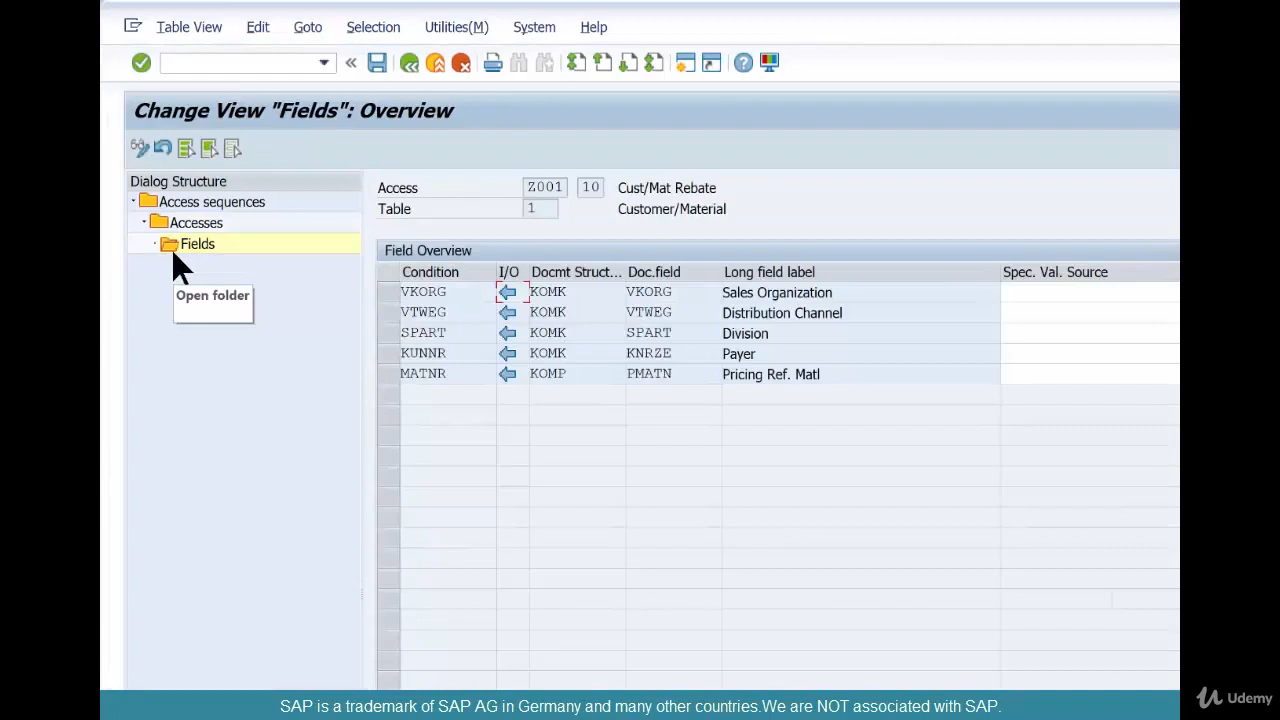 Table View Edit Goto Selection Utilities(M) System Help
Change View "Fields": Overview
Dialog Structure
Access sequences
Accesses
Fields
Open folder
Access Z001 10 Cust/Mat Rebate
Table 1 Customer/Material
Field Overview
Condition I/O Docmt Struct... Doc.field Long field label Spec. Val. Source
VKORG KOMK VKORG Sales Organization
VTWEG KOMK VTWEG Distribution Channel
SPART KOMK SPART Division
KUNNR KOMK KNRZE Payer
MATNR KOMP PMATN Pricing Ref. Matl
SAP is a trademark of SAP AG in Germany and many other countries.We are NOT associated with SAP.
Udemy